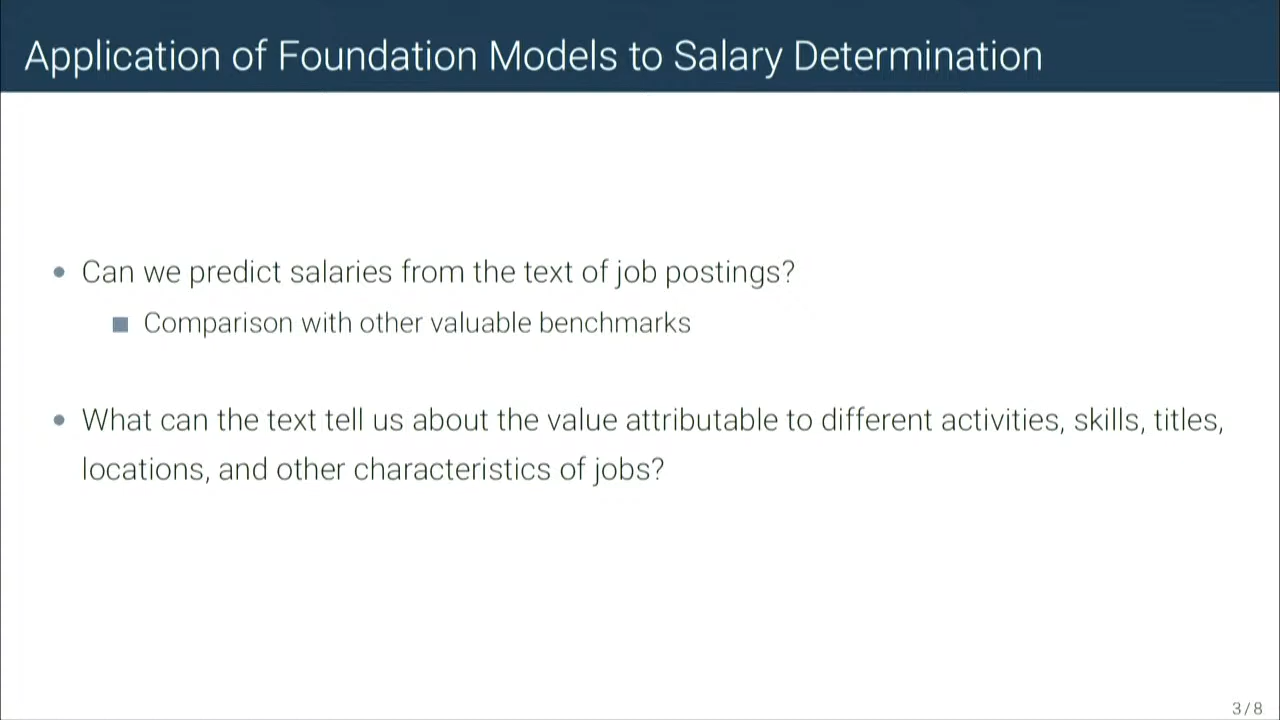 Application of Foundation Models to Salary Determination
Can we predict salaries from the text of job postings?
Comparison with other valuable benchmarks
What can the text tell us about the value attributable to different activities, skills, titles,
locations, and other characteristics of jobs?
3/8